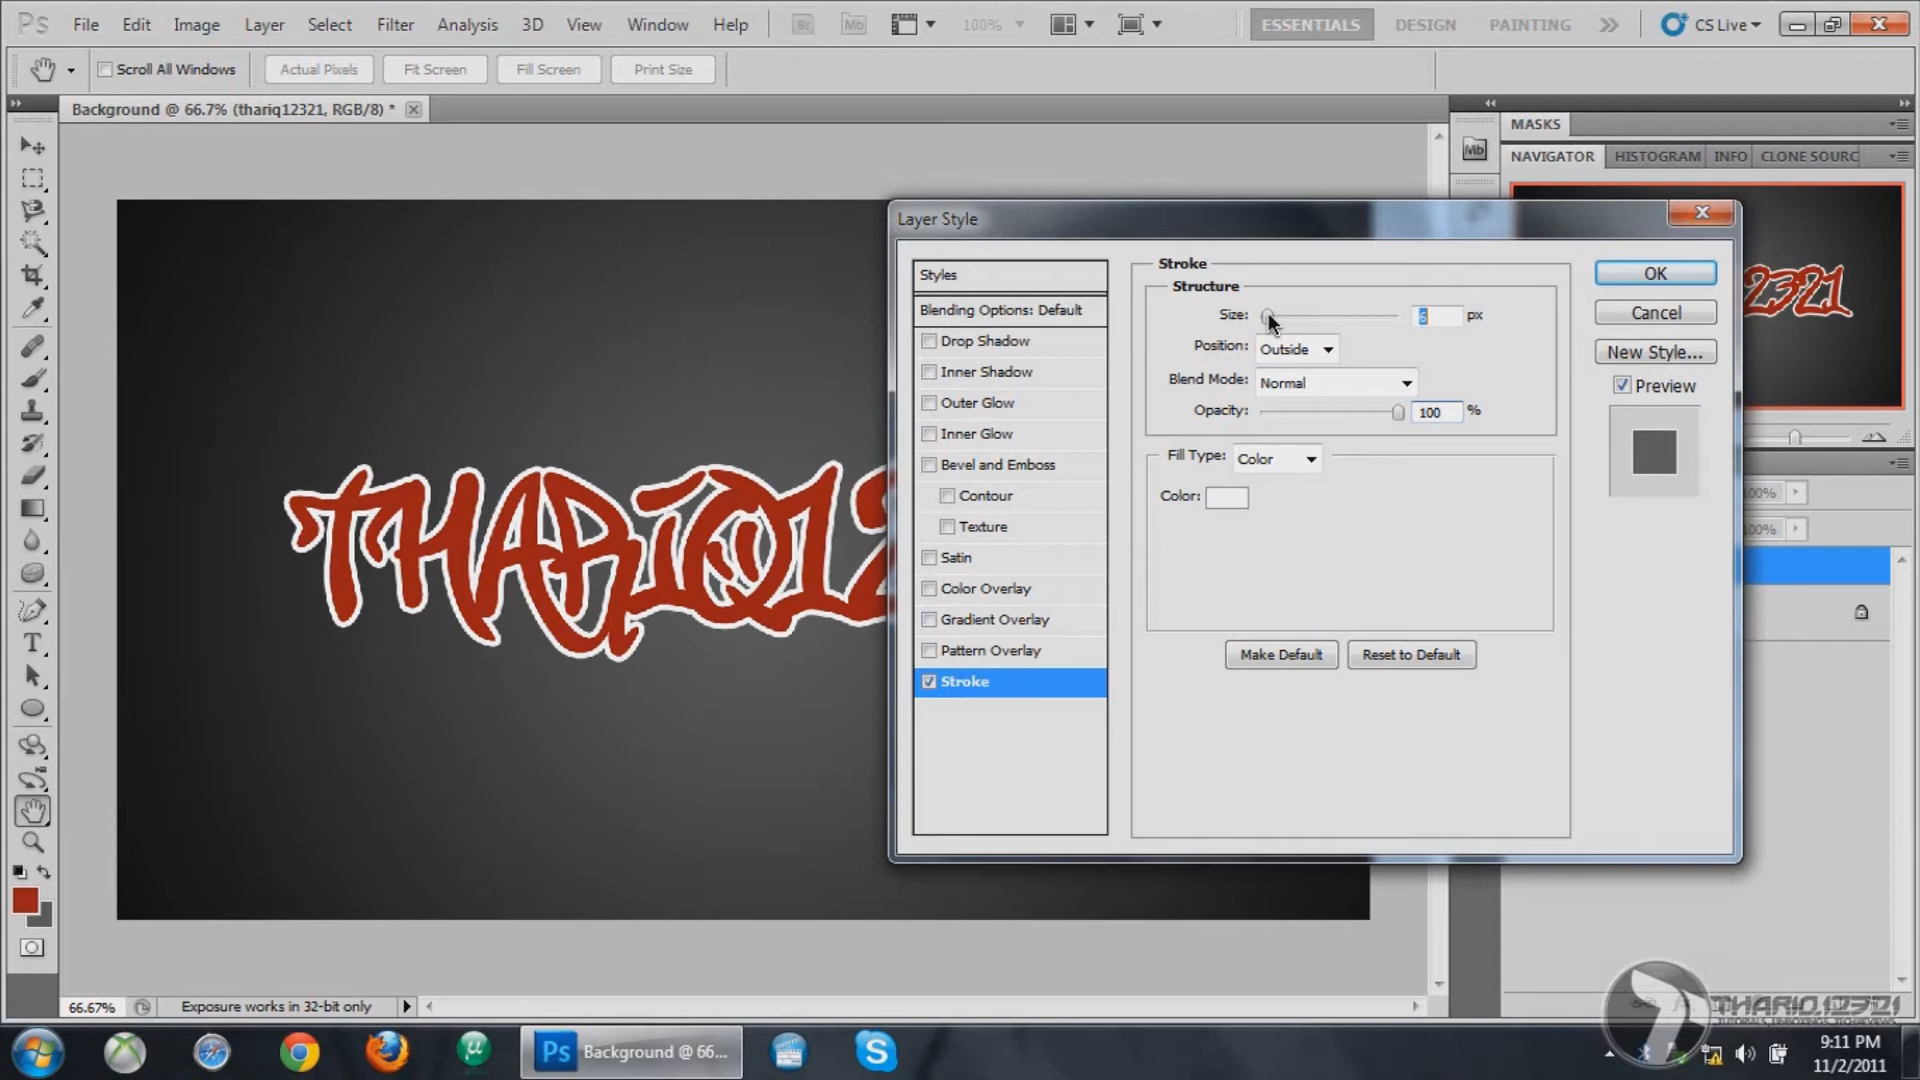 Ps File Edit Image Layer Select Filter Analysis 3D View Window Help Br Mb 100% ESSENTIALS DESIGN PAINTING CS Live
Scroll All Windows Actual Pixels Fit Screen Fill Screen Print Size
Background @ 66.7% (thariq12321, RGB/8) *
MASKS
Mb
NAVIGATOR HISTOGRAM INFO CLONE SOURC
Layer Style
Styles
Blending Options: Default
Drop Shadow
Inner Shadow
Outer Glow
Inner Glow
Bevel and Emboss
Contour
Texture
Satin
Color Overlay
Gradient Overlay
Pattern Overlay
Stroke
Stroke
Structure
Size: 6 px
Position: Outside
Blend Mode: Normal
Opacity: 100 %
Fill Type: Color
Color:
Make Default Reset to Default
OK
Cancel
New Style...
Preview
2321
THARIQ12
100%
100%
T
66.67% Exposure works in 32-bit only
THARIQ12321
TUTORIALS, UNBOXINGS, TECHREVIEWS
µ Ps Background @ 66... S
9:11 PM
11/2/2011